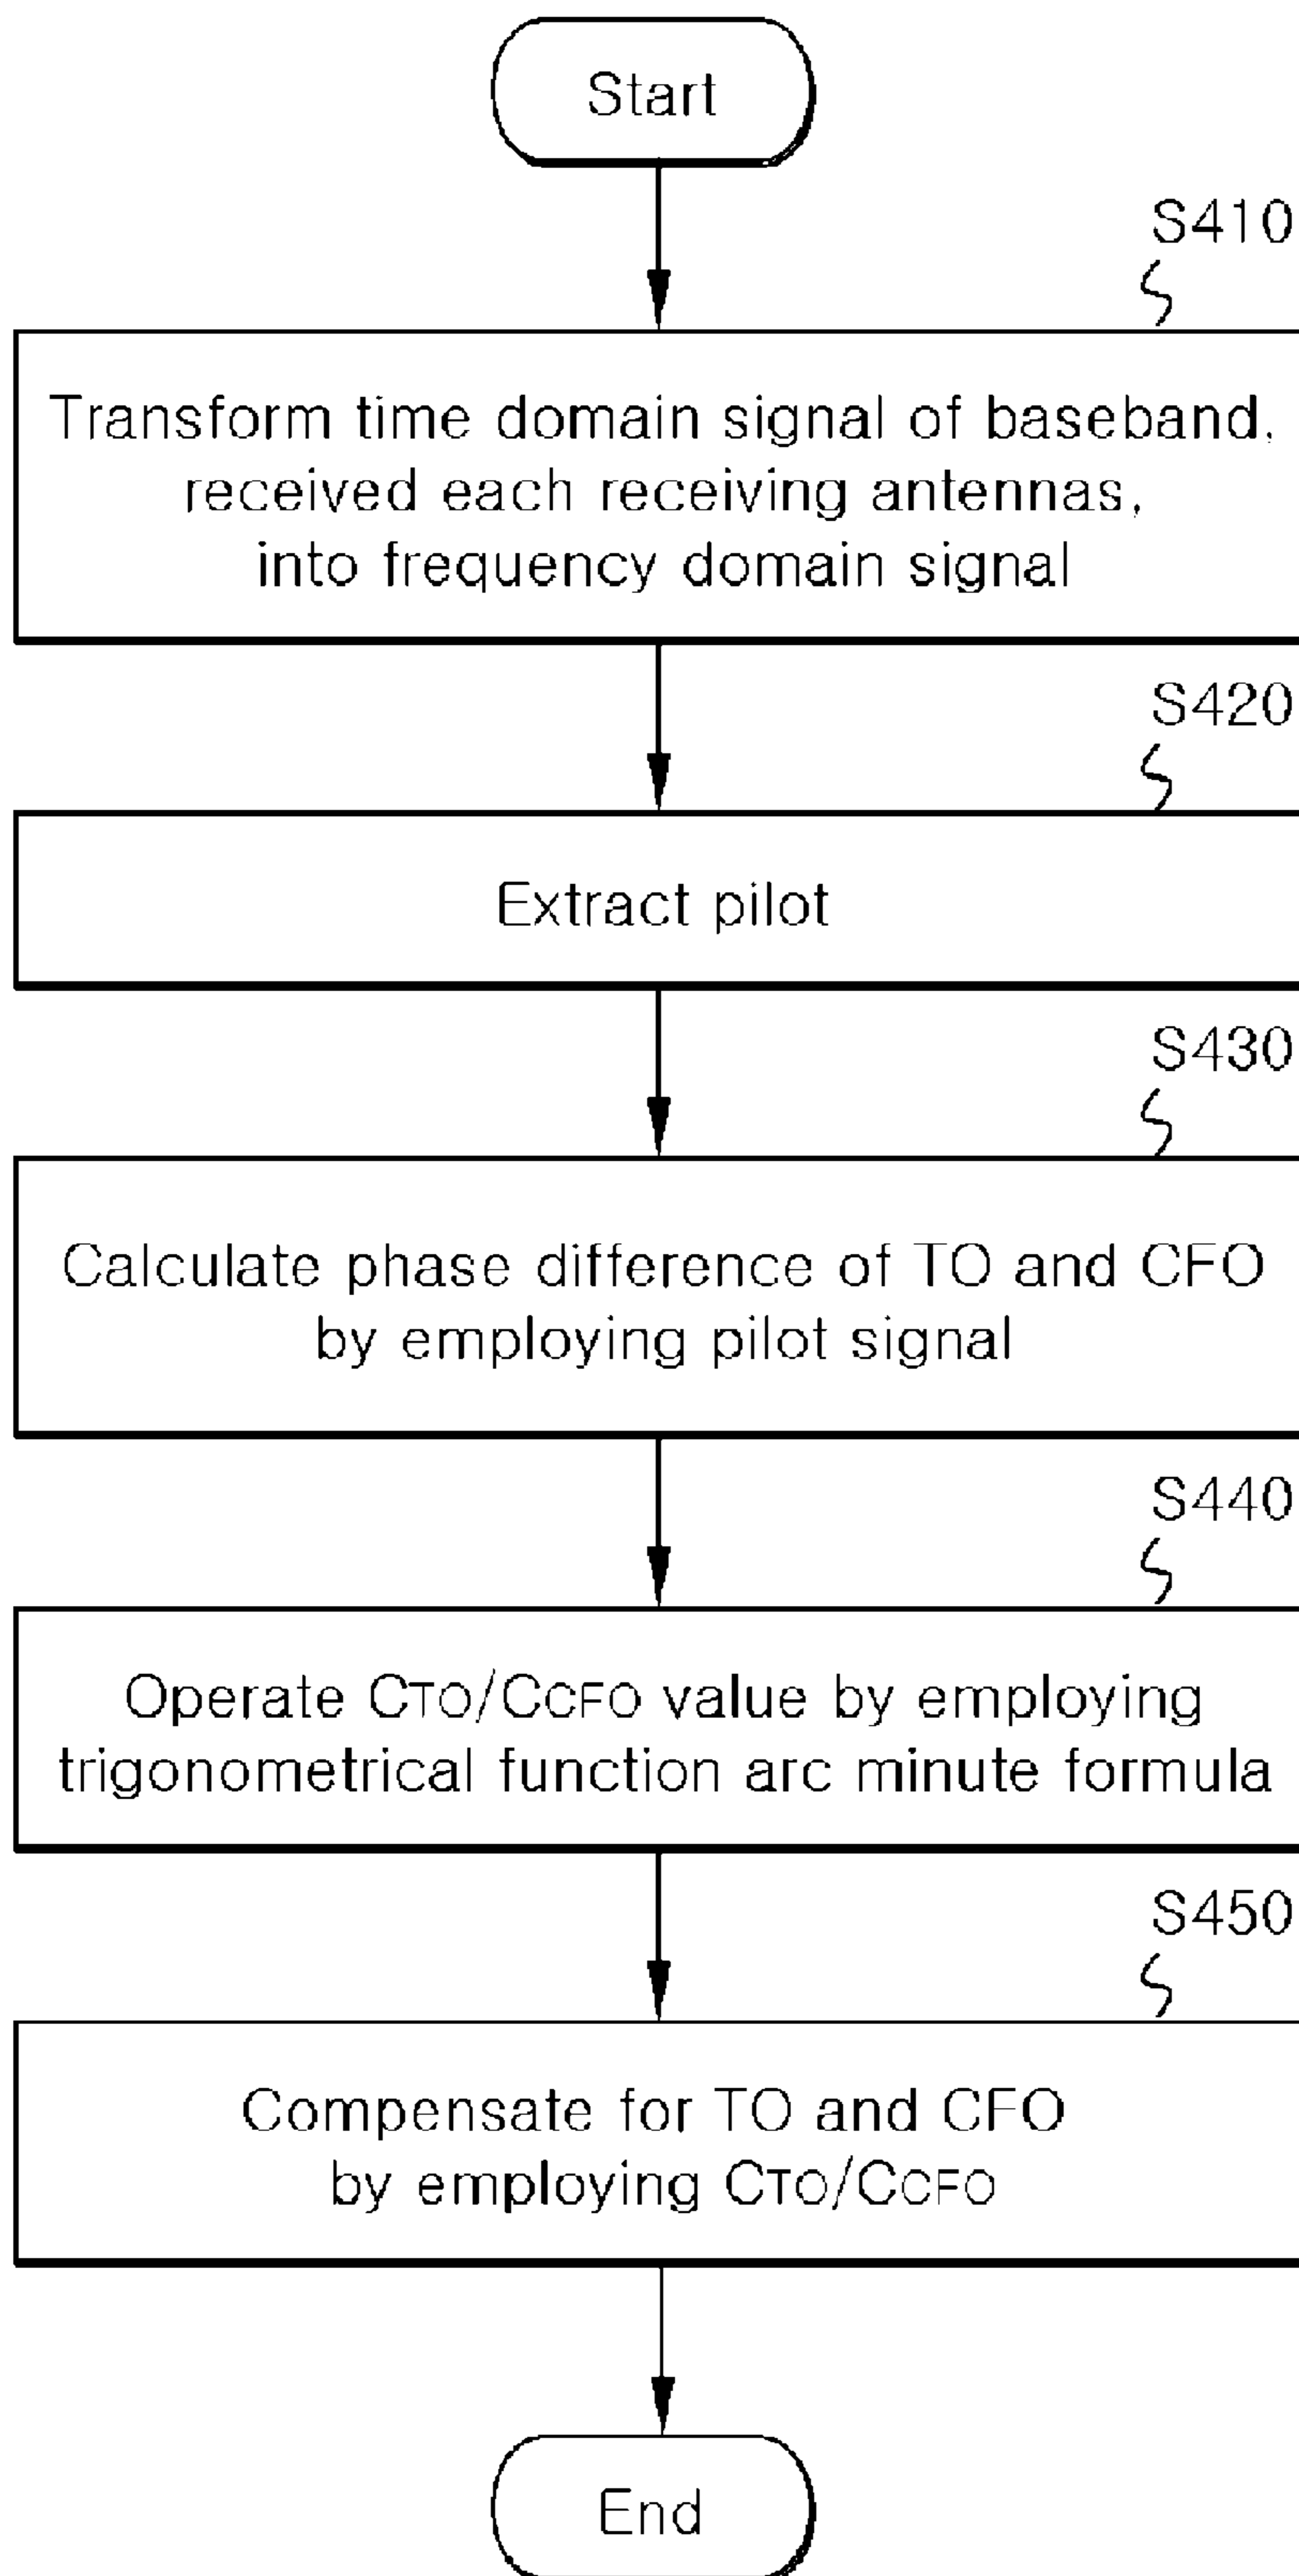 Start
S410
Transform time domain signal of baseband,
received each receiving antennas,
into frequency domain signal
S420
Extract pilot
S430
Calculate phase difference of TO and CFO
by employing pilot signal
S440
Operate CTO/CCFO value by employing
trigonometrical function arc minute formula
S450
Compensate for TO and CFO
by employing CTO/CCFO
End